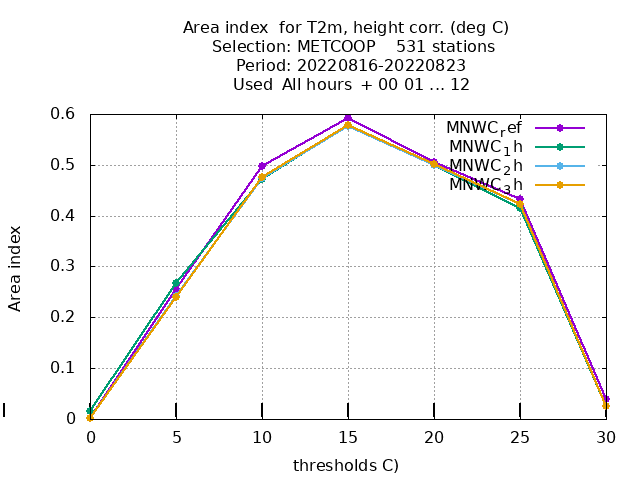 Area index  for T2m, height corr. (deg C)
Selection: METCOOP    531 stations
Period: 20220816-20220823
Used  All hours  + 00 01 ... 12
MNWC_ref
MNWC_1h
MNWC_2h
MNWC_3h
0.6
0.5
0.4
0.3
0.2
0.1
0
Area index
0 5 10 15 20 25 30
thresholds C)